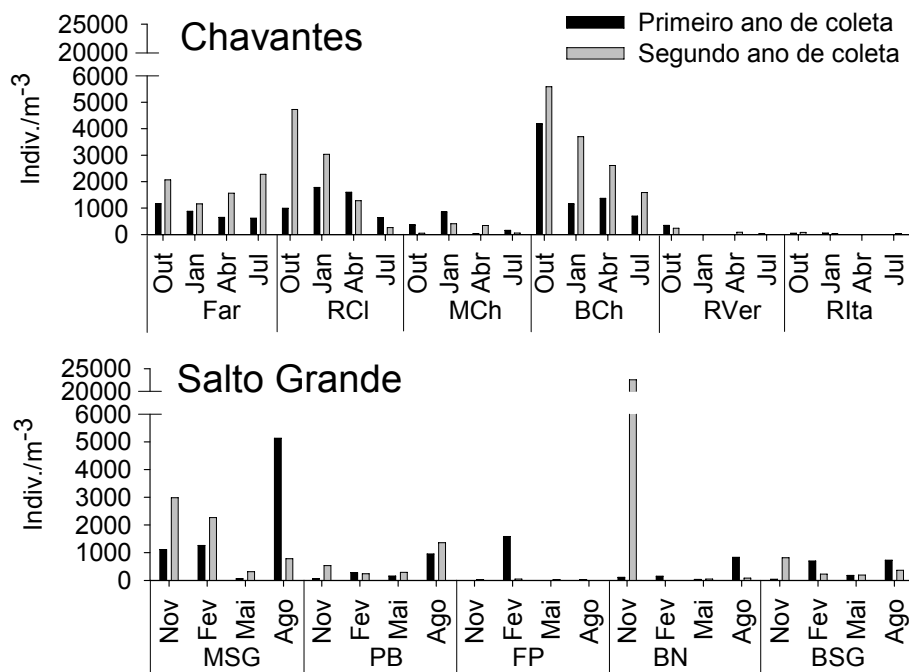 Chavantes
Primeiro ano de coleta
Segundo ano de coleta
Indiv./m-3
25000
20000
6000
5000
4000
3000
2000
1000
0
Out Jan Abr Jul Out Jan Abr Jul Out Jan Abr Jul Out Jan Abr Jul Out Jan Abr Jul Out Jan Abr Jul
Far RCl MCh BCh RVer RIta
Salto Grande
Indiv./m-3
25000
20000
6000
5000
4000
3000
2000
1000
0
Nov Fev Mai Ago Nov Fev Mai Ago Nov Fev Mai Ago Nov Fev Mai Ago Nov Fev Mai Ago
MSG PB FP BN BSG